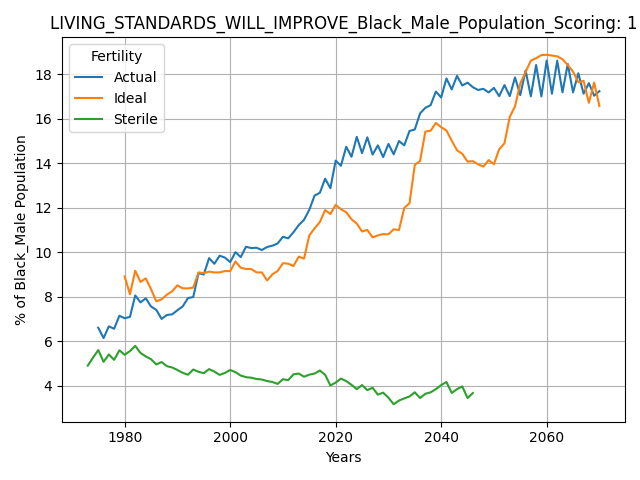 LIVING_STANDARDS_WILL_IMPROVE_Black_Male_Population_Scoring: 1
Fertility
Actual
Ideal
Sterile
% of Black_Male Population
18
16
14
12
10
8
6
4
1980 2000 2020 2040 2060
Years